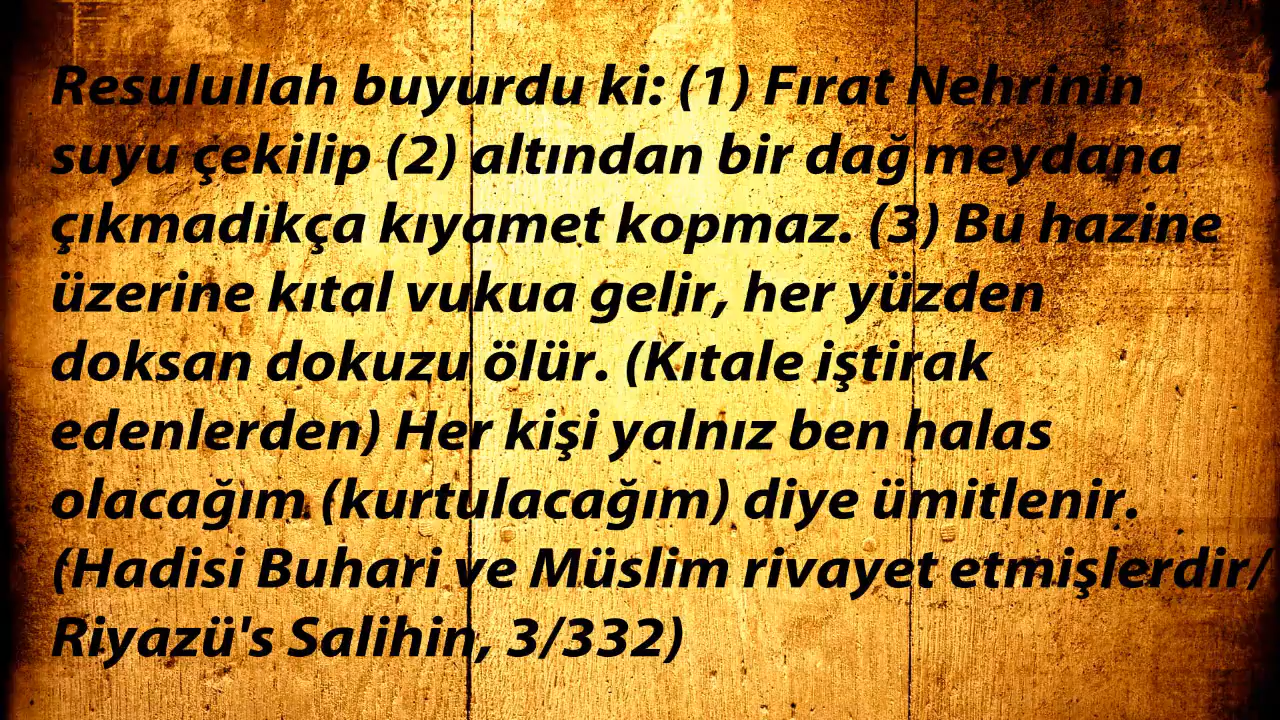 Resulullah buyurdu ki: (1) Fırat Nehrinin
suyu çekilip (2) altından bir dağ meydana
çıkmadikça kıyamet kopmaz. (3) Bu hazine
üzerine kıtal vukua gelir, her yüzden
doksan dokuzu ölür. (Kıtale iştirak
edenlerden) Her kişi yalnız ben halas
olacağım (kurtulacağım) diye ümitlenir.
(Hadisi Buhari ve Müslim rivayet etmişlerdir/
Riyazü's Salihin, 3/332)